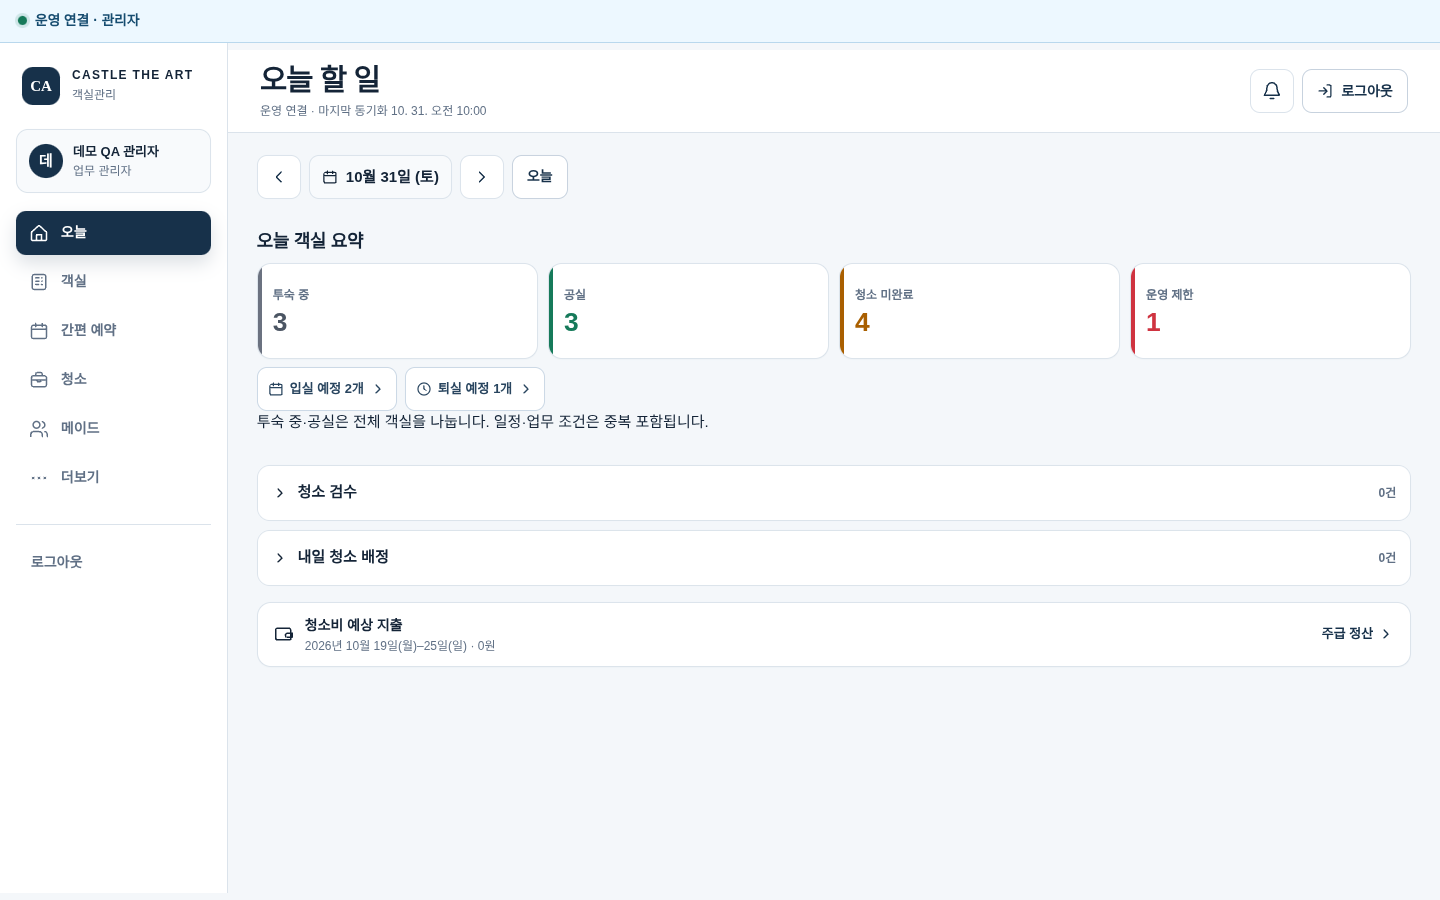 운영 연결 · 관리자
CA
CASTLE THE ART
객실관리
데
데모 QA 관리자
업무 관리자
오늘
객실
간편 예약
청소
메이드
더보기
로그아웃
오늘 할 일
운영 연결 · 마지막 동기화 10. 31. 오전 10:00
로그아웃
10월 31일 (토)
오늘
오늘 객실 요약
투숙 중
3
공실
3
청소 미완료
4
운영 제한
1
입실 예정 2개
퇴실 예정 1개
투숙 중·공실은 전체 객실을 나눕니다. 일정·업무 조건은 중복 포함됩니다.
청소 검수
0건
내일 청소 배정
0건
청소비 예상 지출
2026년 10월 19일(월)–25일(일) · 0원
주급 정산